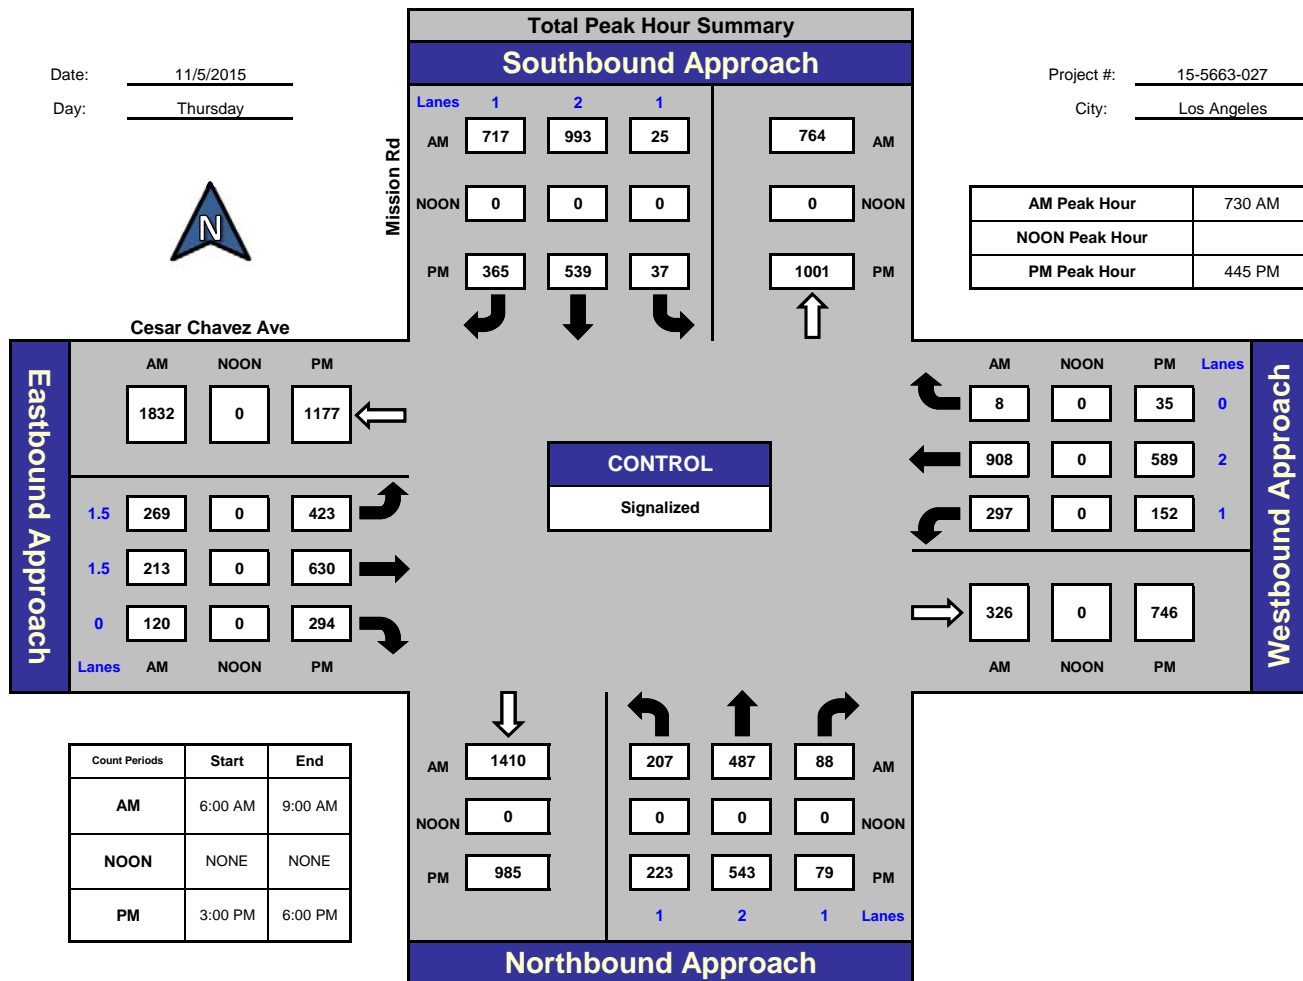 Total Peak Hour Summary
Southbound Approach
Date: 11/5/2015
Day: Thursday
Project #: 15-5663-027
City: Los Angeles
N
Mission Rd
Lanes 1 2 1
AM 717 993 25 764 AM
NOON 0 0 0 0 NOON
PM 365 539 37 1001 PM
AM Peak Hour 730 AM
NOON Peak Hour
PM Peak Hour 445 PM
Cesar Chavez Ave
Eastbound Approach
AM NOON PM
1832 0 1177
1.5 269 0 423
1.5 213 0 630
0 120 0 294
Lanes AM NOON PM
CONTROL
Signalized
AM NOON PM Lanes
8 0 35 0
908 0 589 2
297 0 152 1
326 0 746
AM NOON PM
Westbound Approach
Count Periods Start End
AM 6:00 AM 9:00 AM
NOON NONE NONE
PM 3:00 PM 6:00 PM
AM 1410 207 487 88 AM
NOON 0 0 0 0 NOON
PM 985 223 543 79 PM
1 2 1 Lanes
Northbound Approach